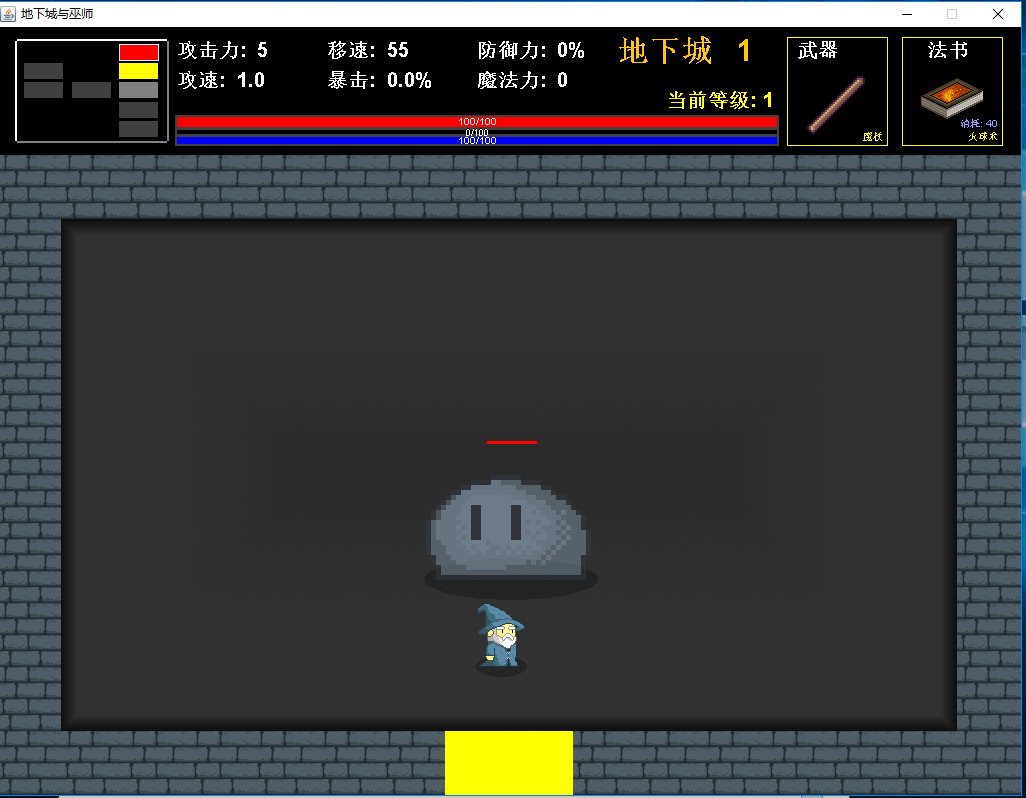 地下城与巫师
攻击力: 5 移速: 55 防御力: 0% 地下城 1
攻速: 1.0 暴击: 0.0% 魔法力: 0
当前等级: 1
100/100
0/100
100/100
武器
魔杖
法书
消耗: 40
火球术